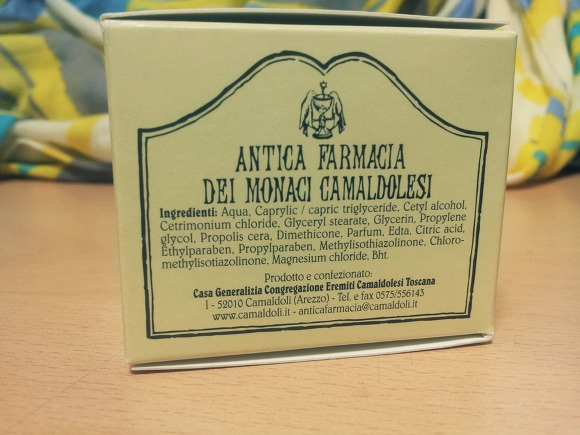 ANTICA FARMACIA
DEI MONACI CAMALDOLESI
Ingredienti: Aqua, Caprylic / capric triglyceride, Cetyl alcohol,
Cetrimonium chloride, Glyceryl stearate, Glycerin, Propylene
glycol, Propolis cera, Dimethicone, Parfum, Edta, Citric acid,
Ethylparaben, Propylparaben, Methylisothiazolinone, Chloro-
methylisotiazolinone, Magnesium chloride, Bht.
Prodotto e confezionato:
Casa Generalizia Congregazione Eremiti Camaldolesi Toscana
I - 52010 Camaldoli (Arezzo) - Tel. e fax 0575/556143
www.camaldoli.it - anticafarmacia@camaldoli.it